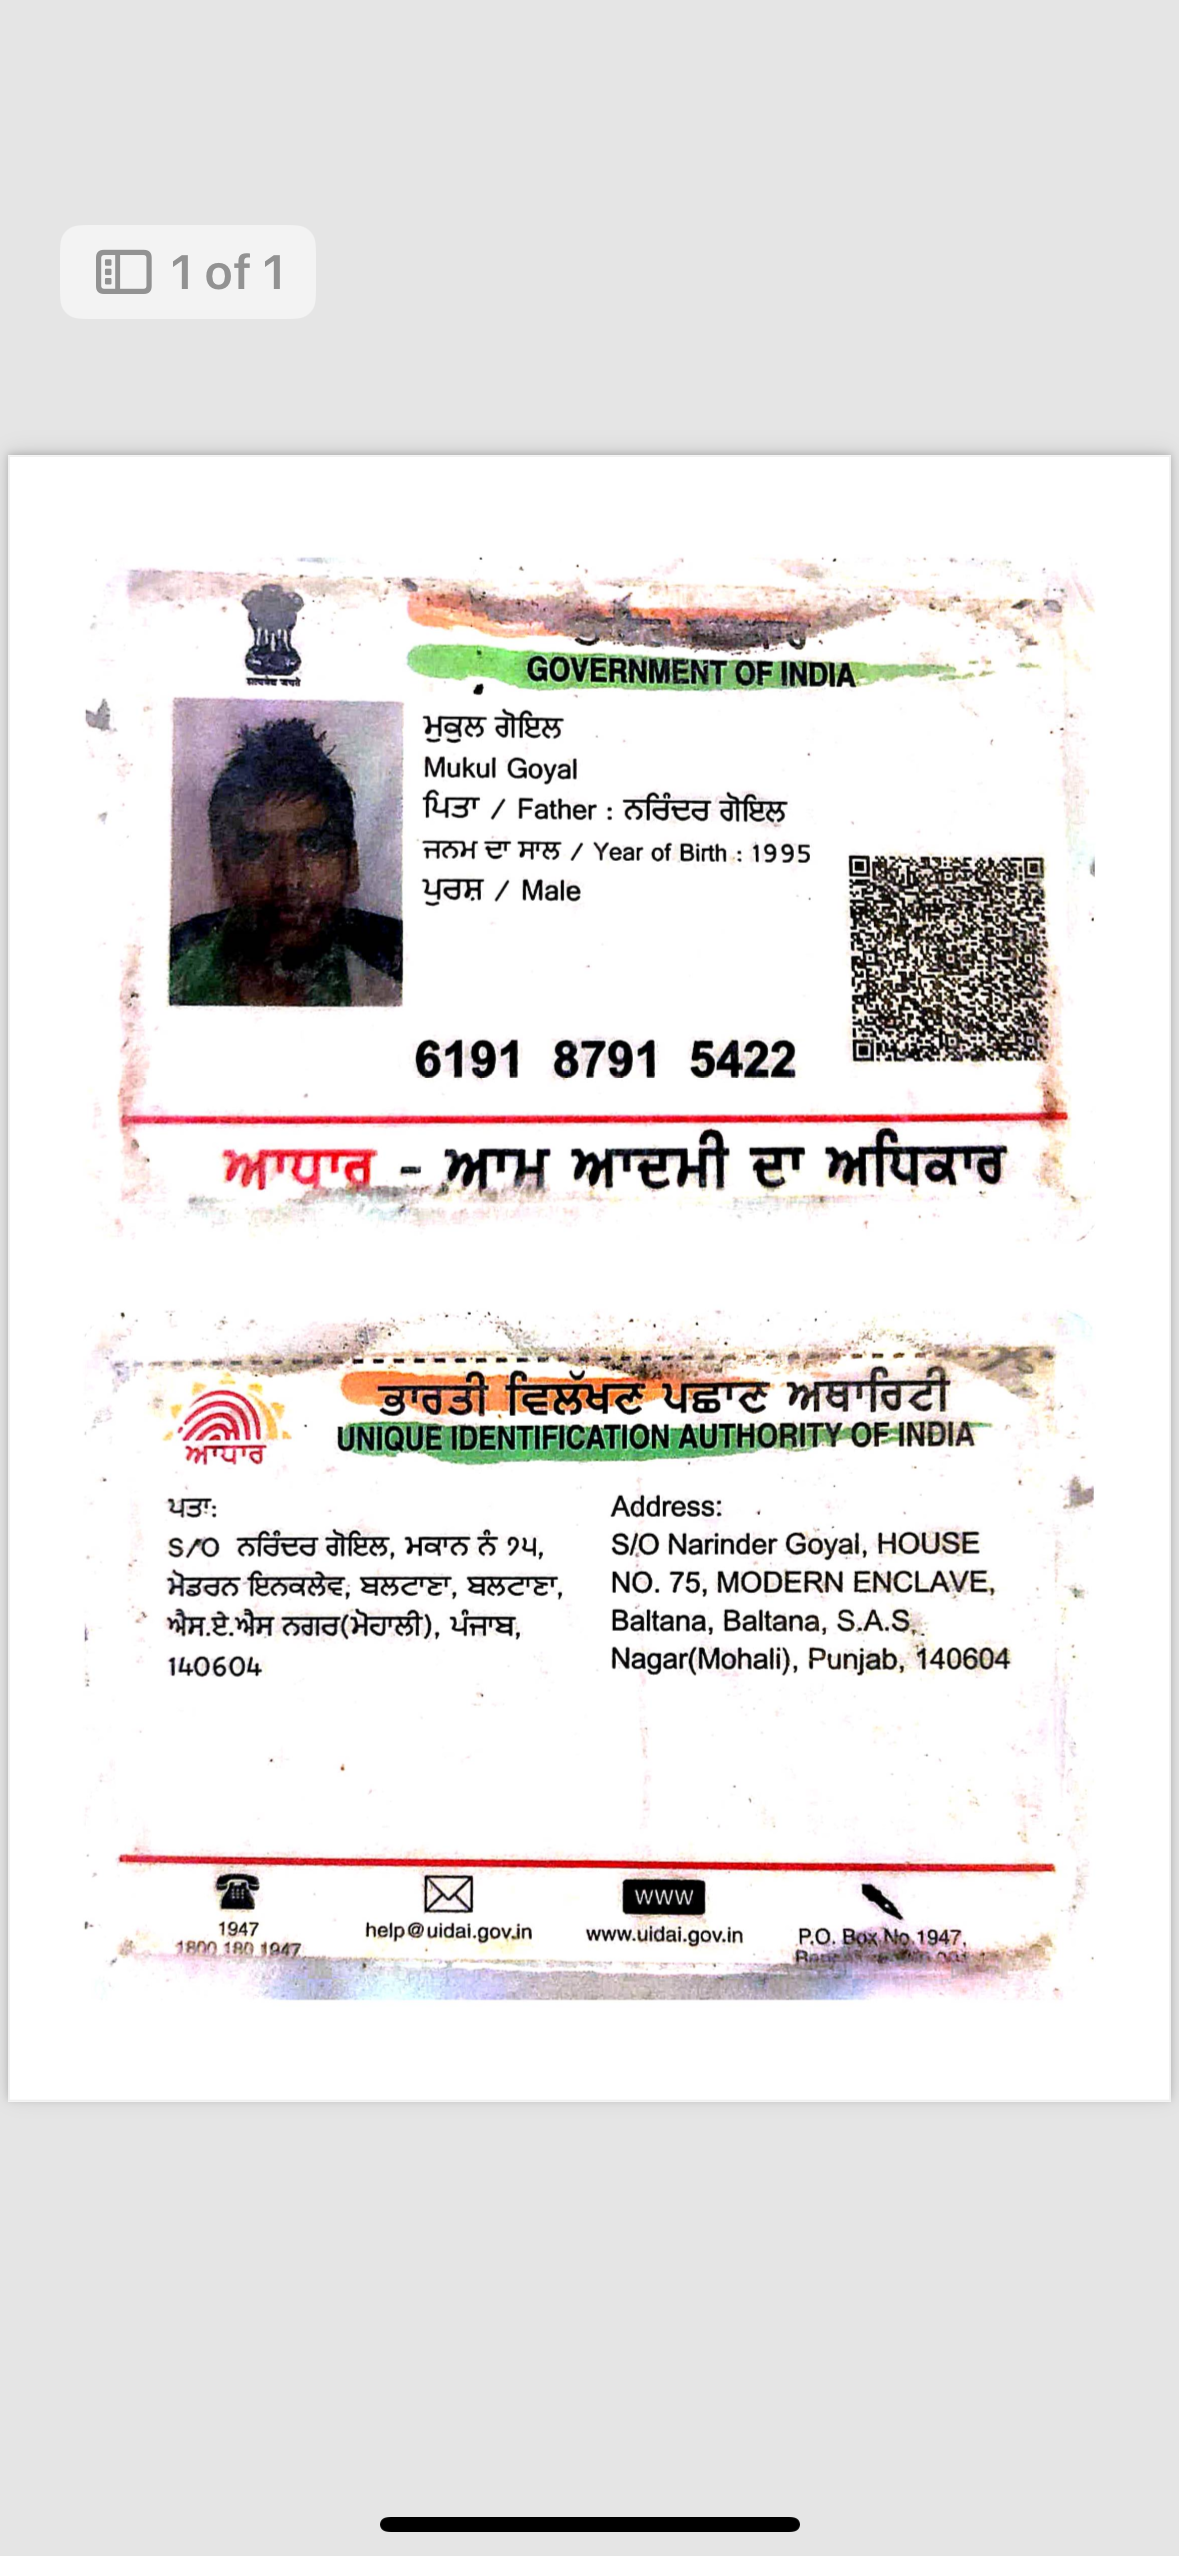 1 of 1
सत्यमेव जयते
GOVERNMENT OF INDIA
ਮੁਕੁਲ ਗੋਇਲ
Mukul Goyal
ਪਿਤਾ / Father : ਨਰਿੰਦਰ ਗੋਇਲ
ਜਨਮ ਦਾ ਸਾਲ / Year of Birth : 1995
ਪੁਰਸ਼ / Male
6191 8791 5422
ਆਧਾਰ - ਆਮ ਆਦਮੀ ਦਾ ਅਧਿਕਾਰ
ਭਾਰਤੀ ਵਿਲੱਖਣ ਪਛਾਣ ਅਥਾਰਿਟੀ
UNIQUE IDENTIFICATION AUTHORITY OF INDIA
ਆਧਾਰ
ਪਤਾ:
S/O ਨਰਿੰਦਰ ਗੋਇਲ, ਮਕਾਨ ਨੰ ੭੫,
ਮੋਡਰਨ ਇਨਕਲੇਵ, ਬਲਟਾਣਾ, ਬਲਟਾਣਾ,
ਐਸ.ਏ.ਐਸ ਨਗਰ(ਮੋਹਾਲੀ), ਪੰਜਾਬ,
140604
Address:
S/O Narinder Goyal, HOUSE
NO. 75, MODERN ENCLAVE,
Baltana, Baltana, S.A.S,
Nagar(Mohali), Punjab, 140604
1947
1800 180 1947
help@uidai.gov.in
www
www.uidai.gov.in
P.O. Box No.1947,